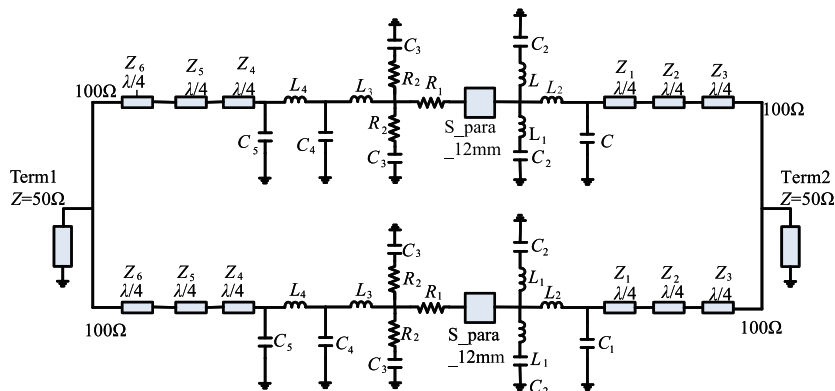 C3
C2
Z6
λ/4
Z5
λ/4
Z4
λ/4
L4
L3
R2
R1
L
L2
Z1
λ/4
Z2
λ/4
Z3
λ/4
100Ω
100Ω
R2
S_para
_12mm
L1
C5
C4
C3
C2
C
Term1
Z=50Ω
Term2
Z=50Ω
C3
C2
Z6
λ/4
Z5
λ/4
Z4
λ/4
L4
L3
R2
R1
L1
L2
Z1
λ/4
Z2
λ/4
Z3
λ/4
100Ω
100Ω
R2
S_para
_12mm
L1
C5
C4
C3
C1
C2